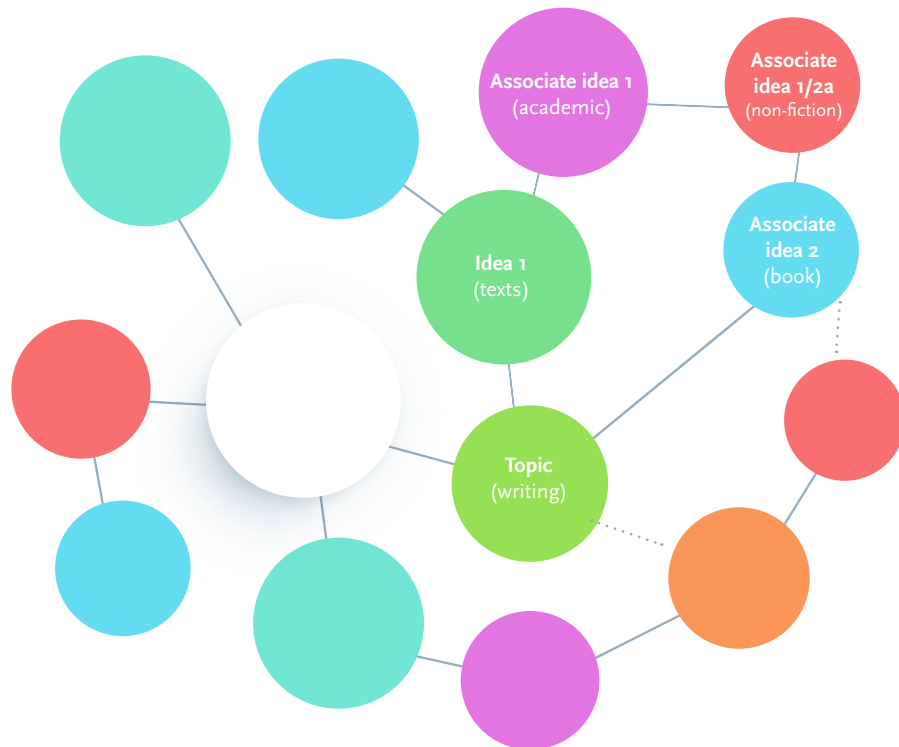 Associate idea 1
(academic)
Associate
idea 1/2a
(non-fiction)
Associate
idea 2
(book)
Idea 1
(texts)
Topic
(writing)